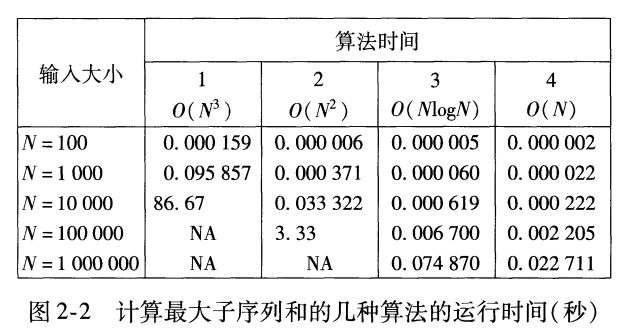 算法时间
输入大小 1 2 3 4
O(N³) O(N²) O(NlogN) O(N)
N = 100 0.000 159 0.000 006 0.000 005 0.000 002
N = 1 000 0.095 857 0.000 371 0.000 060 0.000 022
N = 10 000 86.67 0.033 322 0.000 619 0.000 222
N = 100 000 NA 3.33 0.006 700 0.002 205
N = 1 000 000 NA NA 0.074 870 0.022 711
图 2-2 计算最大子序列和的几种算法的运行时间(秒)